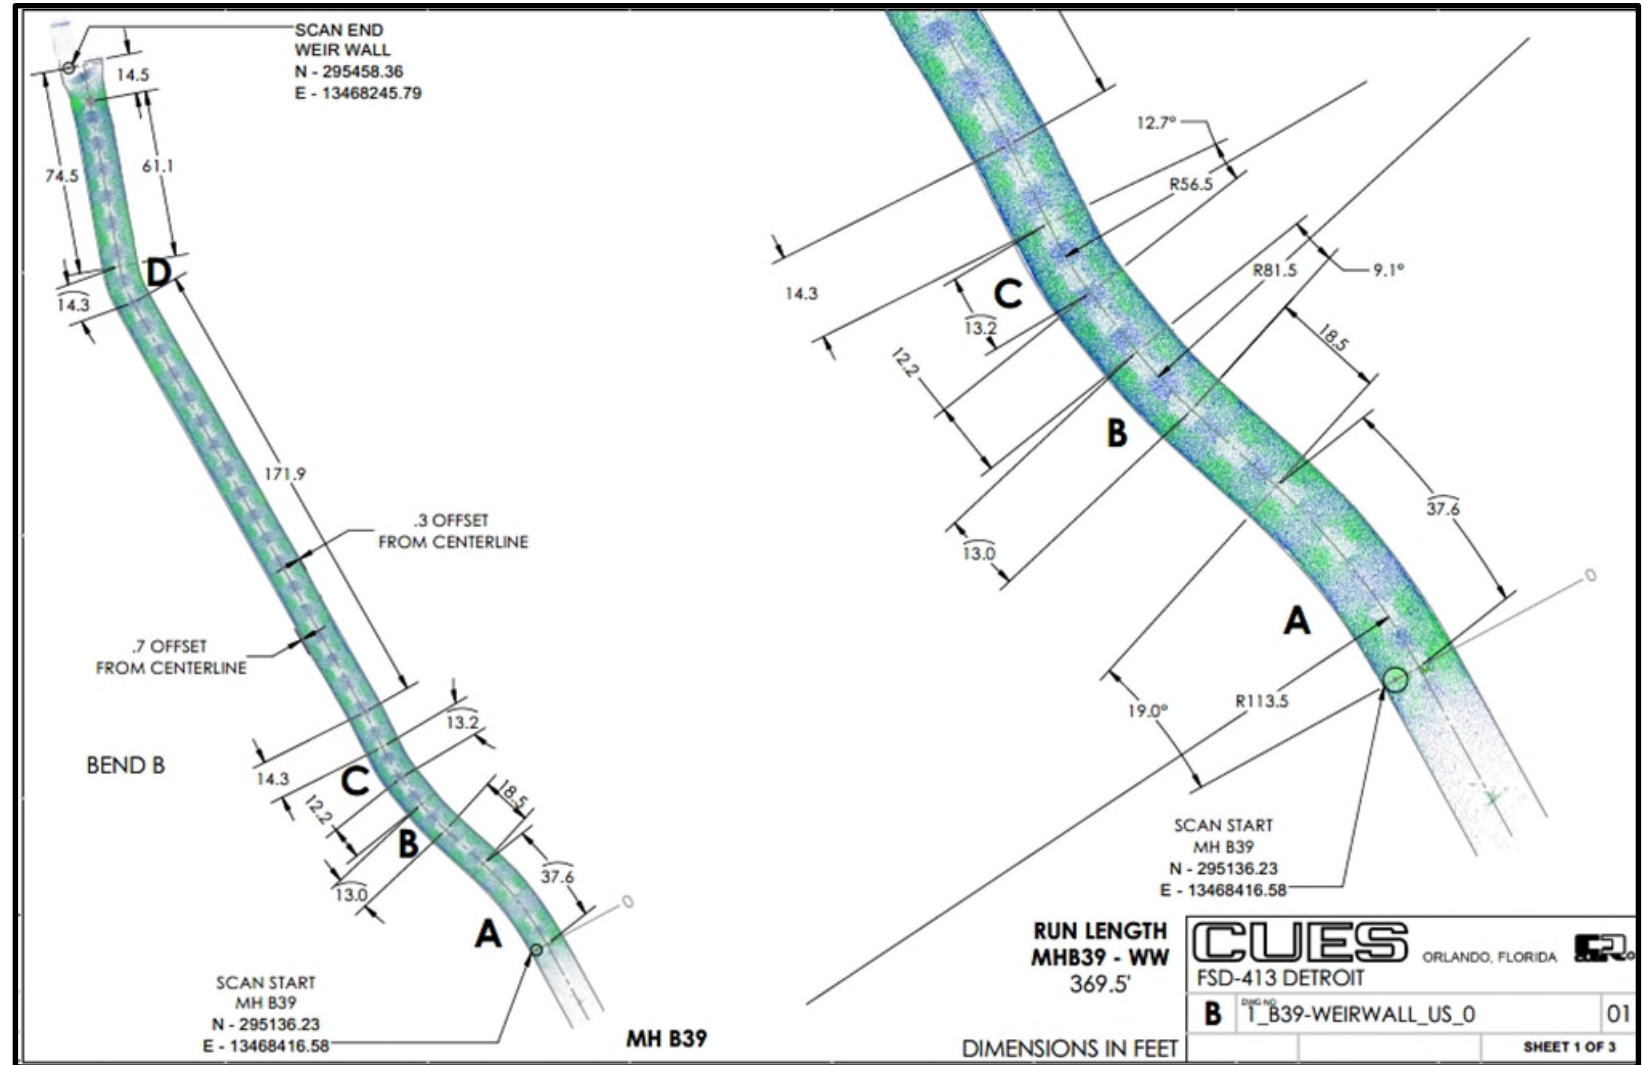 SCAN END
WEIR WALL
N - 295458.36
E - 13468245.79
14.5
74.5
61.1
D
14.3
171.9
.3 OFFSET
FROM CENTERLINE
.7 OFFSET
FROM CENTERLINE
BEND B
13.2
14.3
C
12.2
18.5
B
13.0
37.6
A
0
SCAN START
MH B39
N - 295136.23
E - 13468416.58
MH B39
12.7°
R56.5
R81.5
9.1°
14.3
C
13.2
18.5
12.2
B
13.0
37.6
A
0
19.0°
R113.5
SCAN START
MH B39
N - 295136.23
E - 13468416.58
RUN LENGTH
MHB39 - WW
369.5'
DIMENSIONS IN FEET
CUES
ORLANDO, FLORIDA
FSD-413 DETROIT
B
DWG NO
1_B39-WEIRWALL_US_0
01
SHEET 1 OF 3